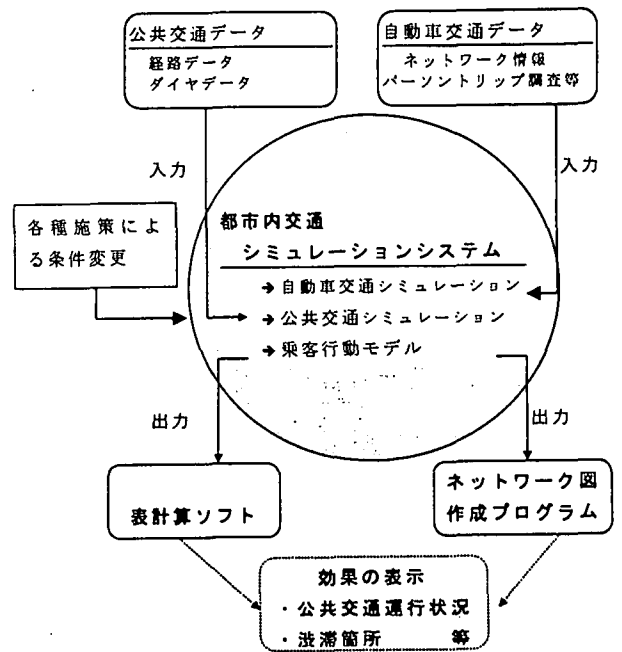 公共交通データ
経路データ
ダイヤデータ
自動車交通データ
ネットワーク情報
パーソントリップ調査等
入力
入力
各種施策によ
る条件変更
都市内交通
シミュレーションシステム
→自動車交通シミュレーション
→公共交通シミュレーション
→乗客行動モデル
出力
出力
表計算ソフト
ネットワーク図
作成プログラム
効果の表示
・公共交通運行状況
・渋滞箇所 等